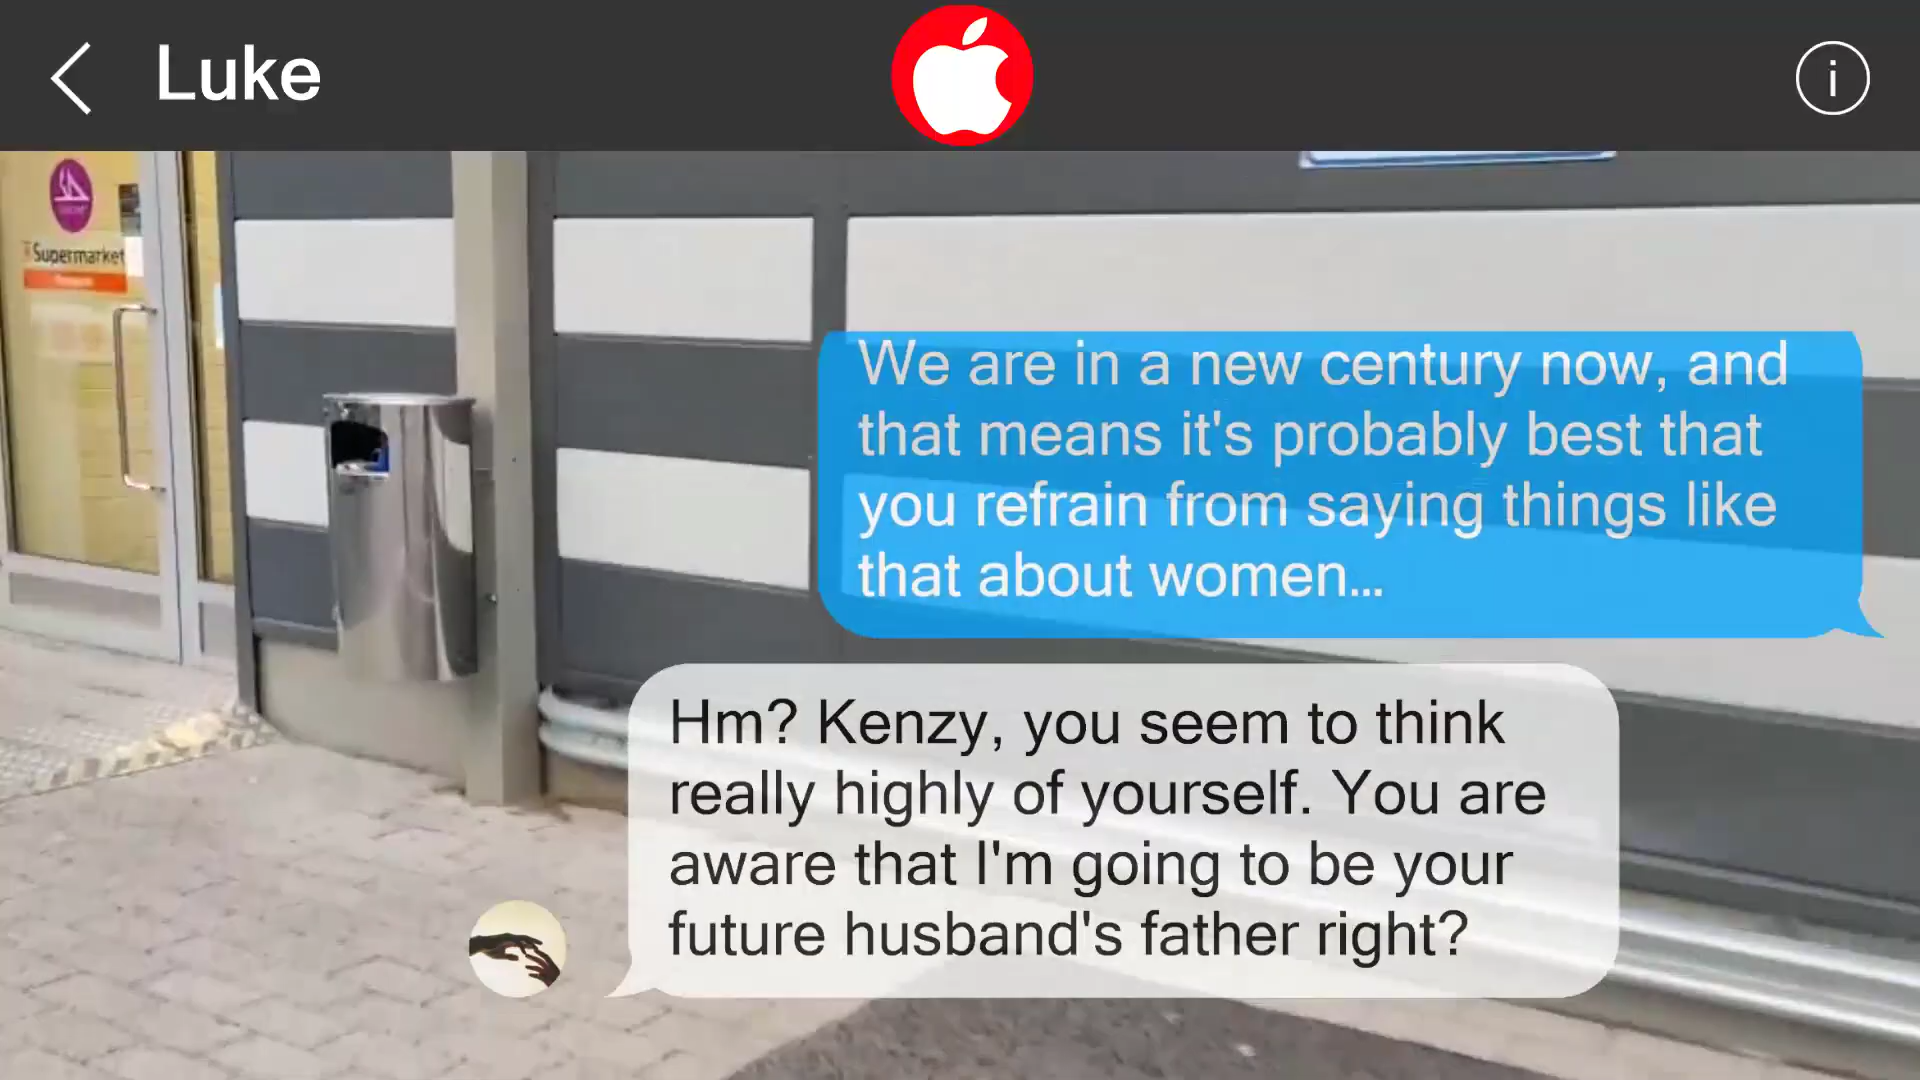 Luke
i
Supermarket
We are in a new century now, and
that means it's probably best that
you refrain from saying things like
that about women...
Hm? Kenzy, you seem to think
really highly of yourself. You are
aware that I'm going to be your
future husband's father right?